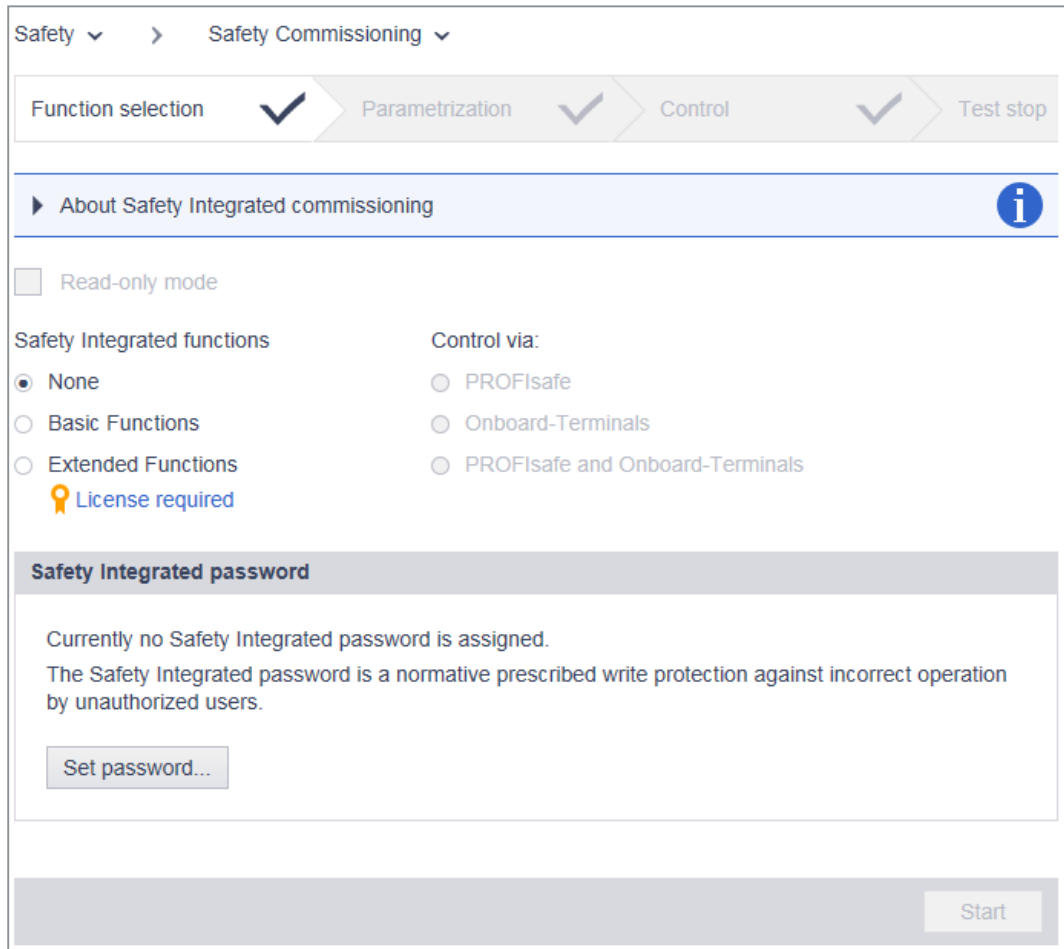 Safety > Safety Commissioning
Function selection Parametrization Control Test stop
About Safety Integrated commissioning
Read-only mode
Safety Integrated functions Control via:
None PROFIsafe
Basic Functions Onboard-Terminals
Extended Functions PROFIsafe and Onboard-Terminals
License required
Safety Integrated password
Currently no Safety Integrated password is assigned.
The Safety Integrated password is a normative prescribed write protection against incorrect operation
by unauthorized users.
Set password...
Start